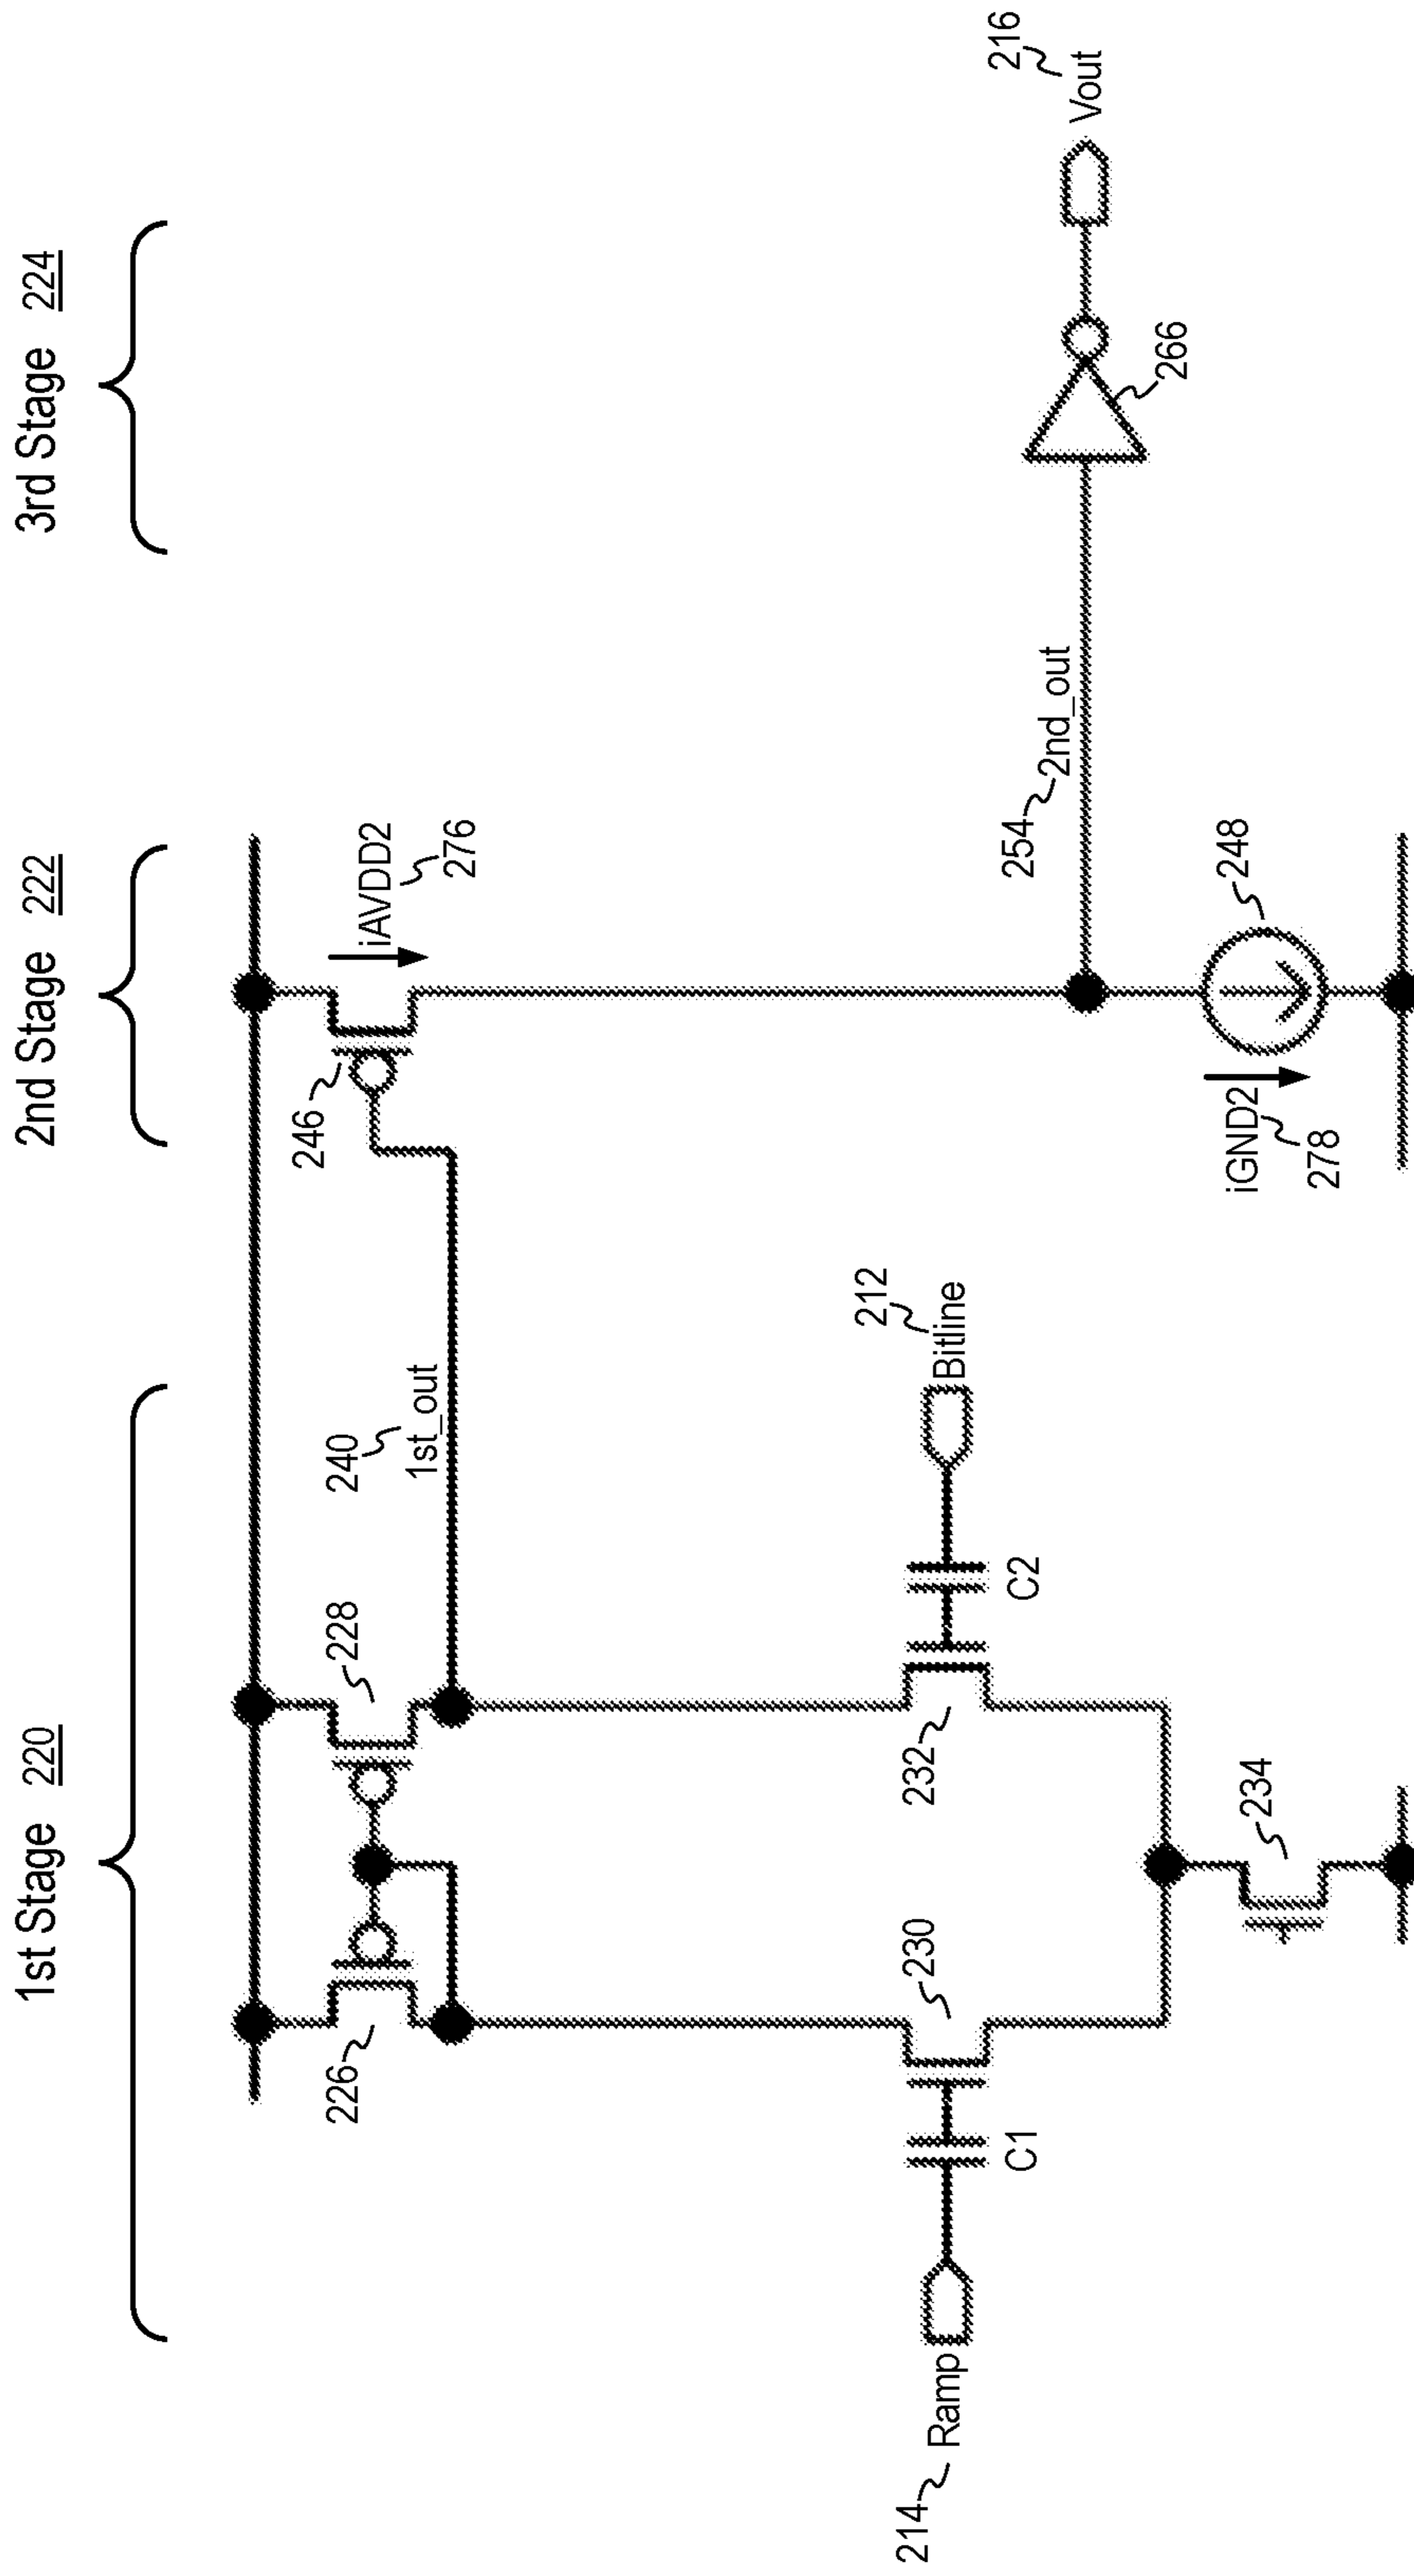 1st Stage 220
2nd Stage 222
3rd Stage 224
226
228
246
iAVDD2
276
240
1st_out
214
Ramp
C1
230
232
C2
212
Bitline
254
2nd_out
266
216
Vout
234
iGND2
278
248